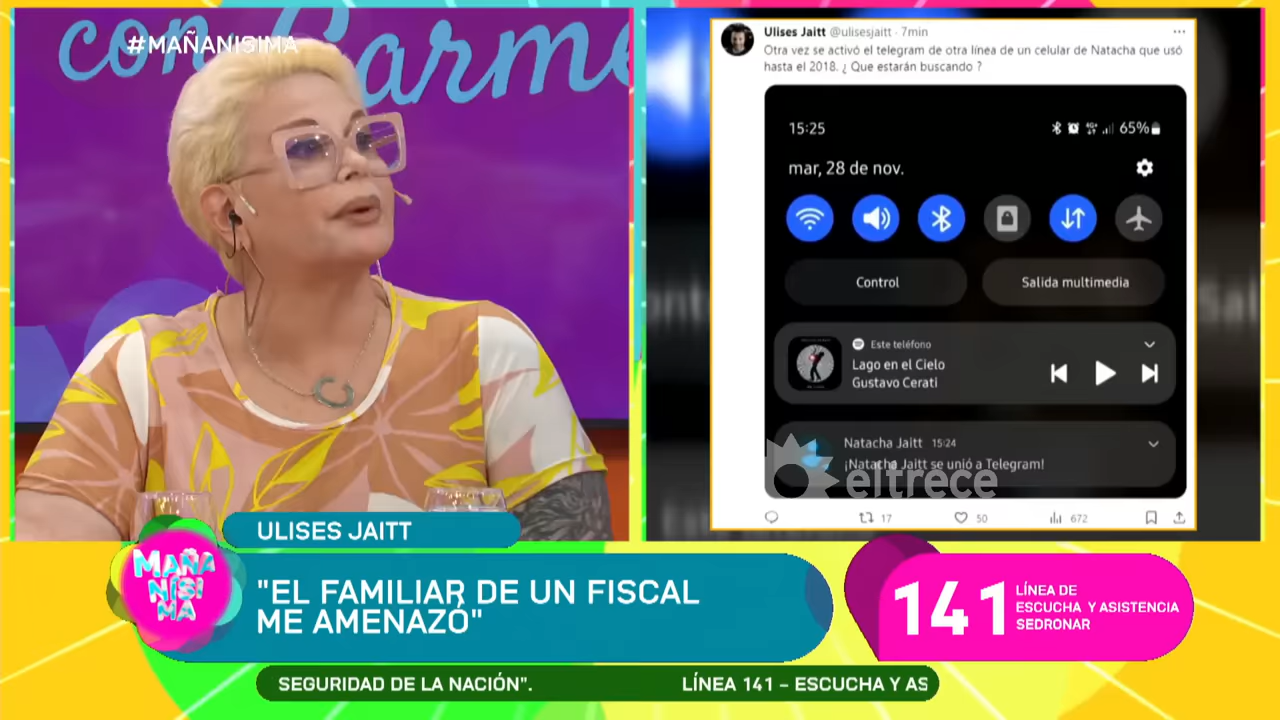 con Carme
#MAÑANISIMA
Ulises Jaitt @ulisesjaitt · 7min
Otra vez se activó el telegram de otra línea de un celular de Natacha que usó
hasta el 2018. ¿ Que estarán buscando ?
15:25
65%
mar, 28 de nov.
Control
Salida multimedia
Este teléfono
Lago en el Cielo
Gustavo Cerati
Natacha Jaitt 15:24
¡Natacha Jaitt se unió a Telegram!
eltrece
17 50 672
ULISES JAITT
MAÑA
NÍSI
MA
"EL FAMILIAR DE UN FISCAL
ME AMENAZÓ"
141
LÍNEA DE
ESCUCHA Y ASISTENCIA
SEDRONAR
SEGURIDAD DE LA NACIÓN". LÍNEA 141 – ESCUCHA Y AS